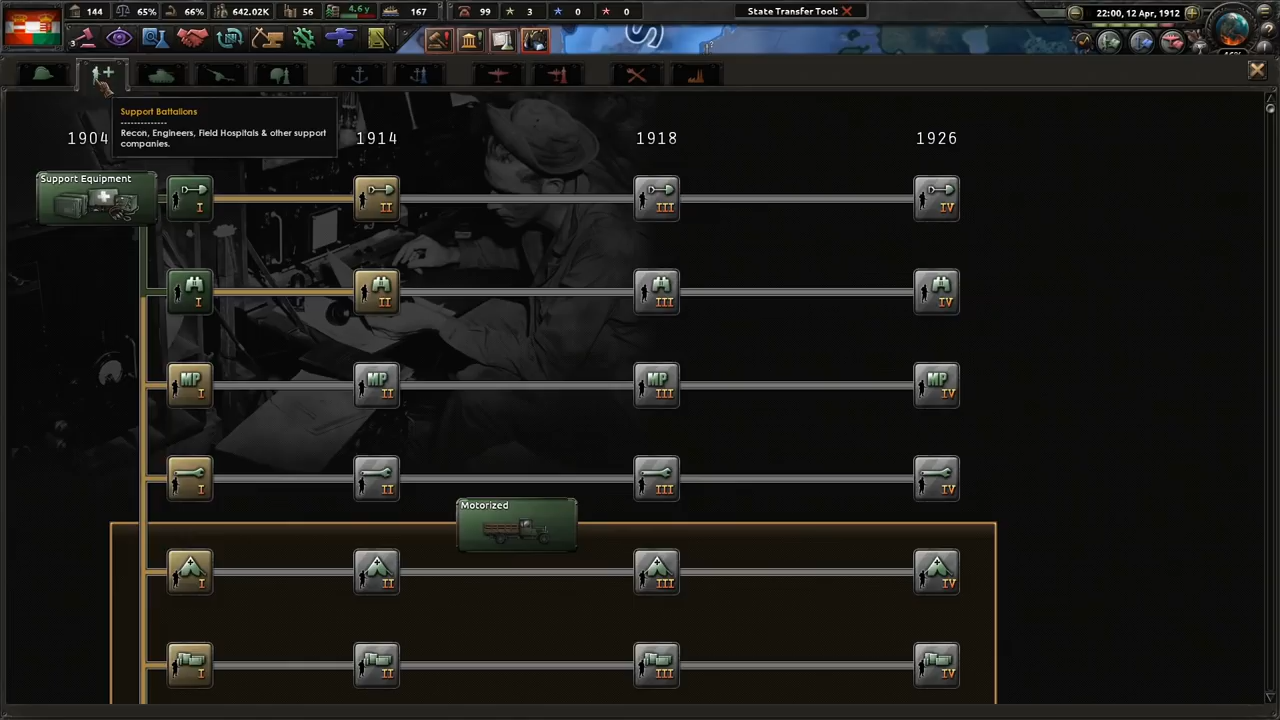 144 65% 66% 642.02K 56 4.6 y 167 99 3 0 0 State Transfer Tool: 22:00, 12 Apr, 1912
Support Battalions
--------------
Recon, Engineers, Field Hospitals & other support
companies.
1904 1914 1918 1926
Support Equipment
I II III IV
I II III IV
MP I MP II MP III MP IV
I II III IV
Motorized
I II III IV
I II III IV